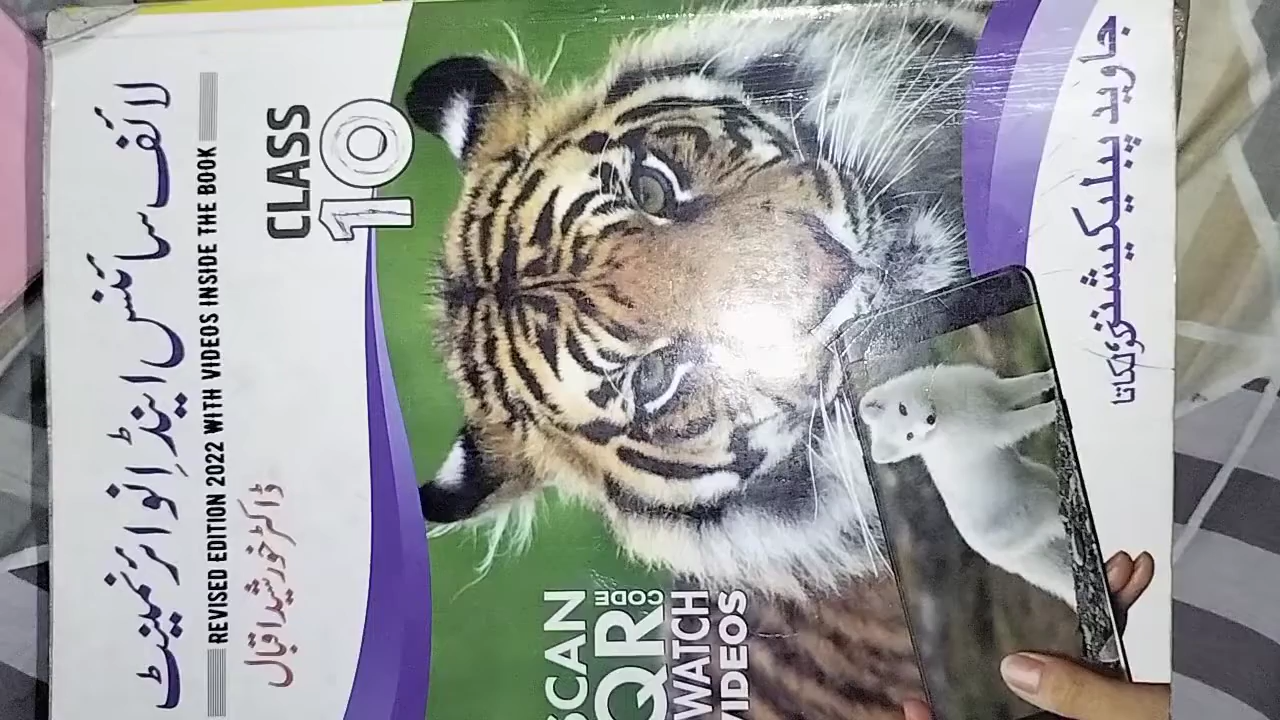 لائف سائنس اینڈ انوائرنمینٹ
REVISED EDITION 2022 WITH VIDEOS INSIDE THE BOOK
ڈاکٹر خورشید اقبال
CLASS
10
SCAN
QR CODE
WATCH
VIDEOS
جاوید پبلیکیشنز، کولکاتا